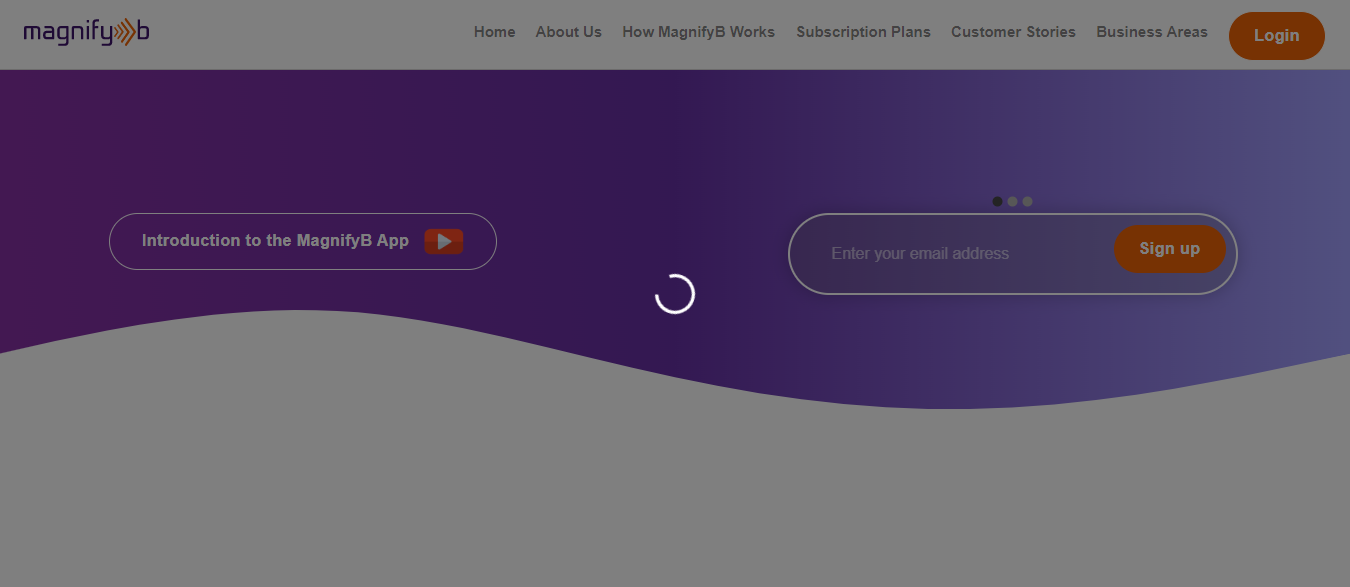 magnifyb
Home About Us How MagnifyB Works Subscription Plans Customer Stories Business Areas Login
Introduction to the MagnifyB App
Enter your email address Sign up